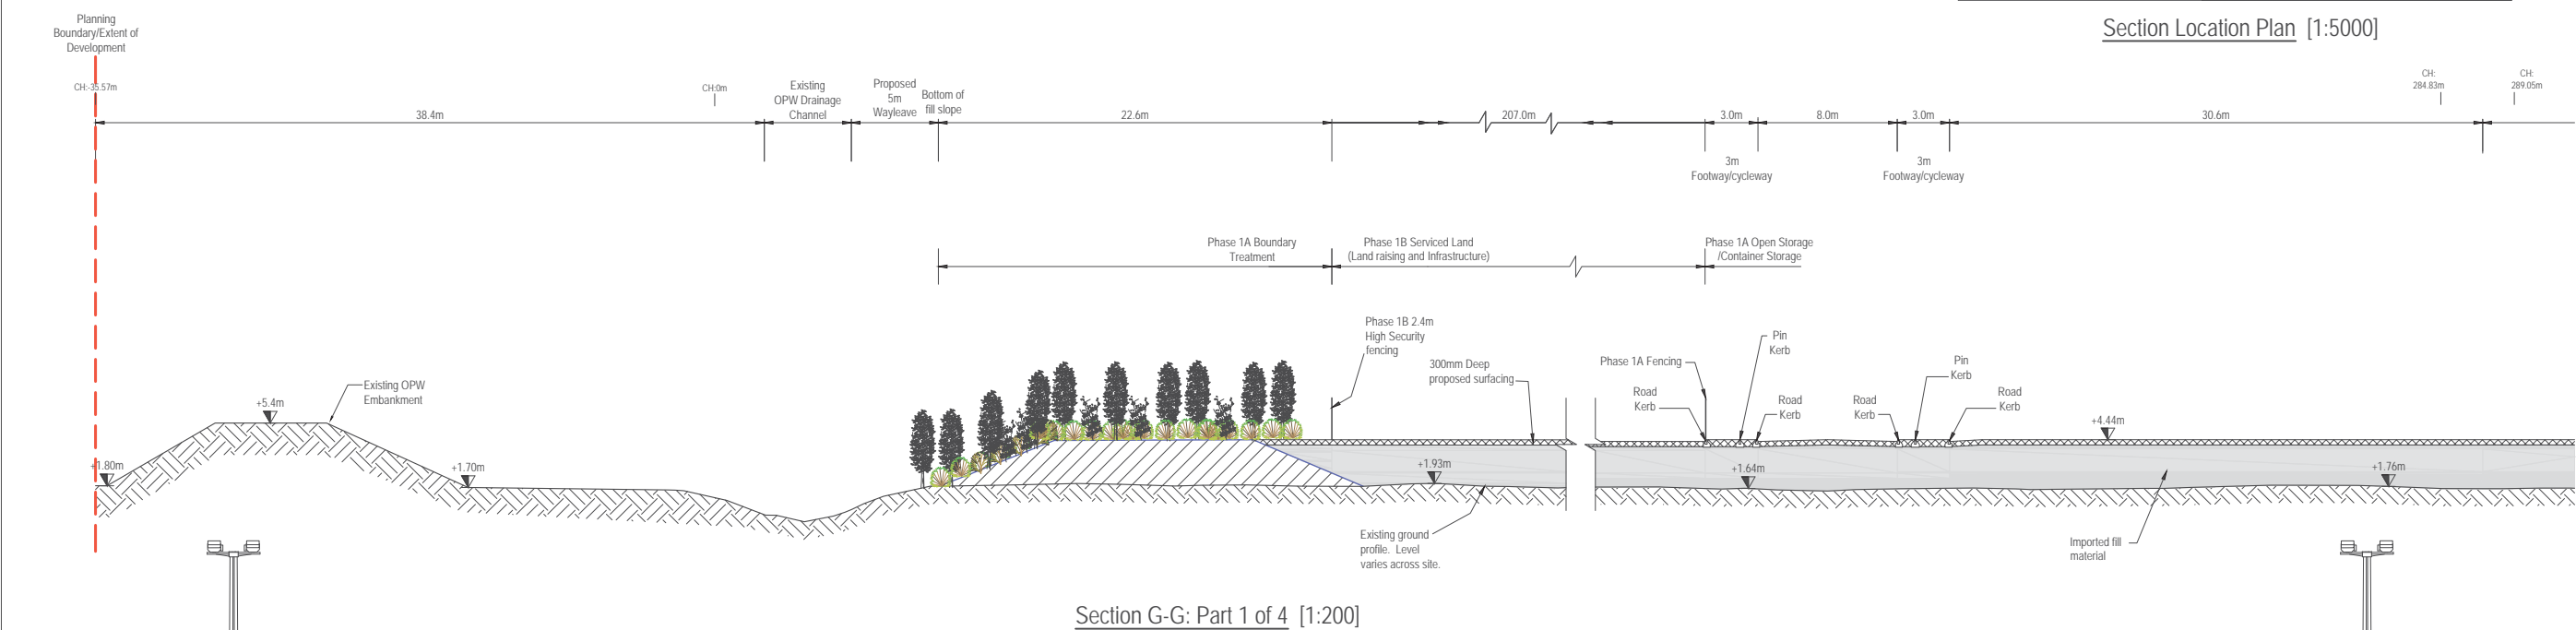 Section Location Plan [1:5000]
Planning
Boundary/Extent of
Development
CH:-35.57m
CH:0m
Existing
OPW Drainage
Channel
Proposed
5m
Wayleave
Bottom of
fill slope
CH:
284.83m
CH:
289.05m
38.4m
22.6m
207.0m
3.0m
8.0m
3.0m
30.6m
3m
Footway/cycleway
3m
Footway/cycleway
Phase 1A Boundary
Treatment
Phase 1B Serviced Land
(Land raising and Infrastructure)
Phase 1A Open Storage
/Container Storage
Phase 1B 2.4m
High Security
fencing
300mm Deep
proposed surfacing
Phase 1A Fencing
Pin
Kerb
Road
Kerb
Road
Kerb
Road
Kerb
Pin
Kerb
Road
Kerb
Existing OPW
Embankment
+5.4m
+1.80m
+1.70m
+1.93m
+1.64m
+4.44m
+1.76m
Existing ground
profile. Level
varies across site.
Imported fill
material
Section G-G: Part 1 of 4 [1:200]